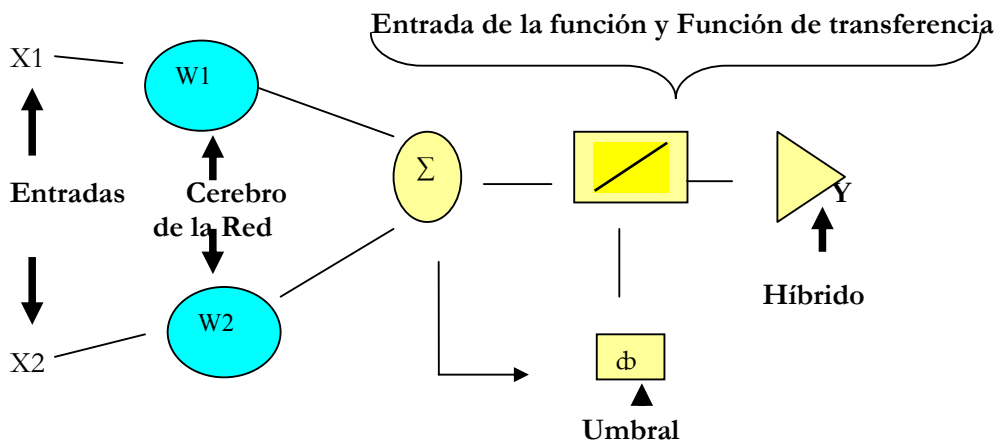 Entrada de la función y Función de transferencia
X1
W1
∑
Entradas
Cerebro
de la Red
Y
Híbrido
W2
X2
Umbral